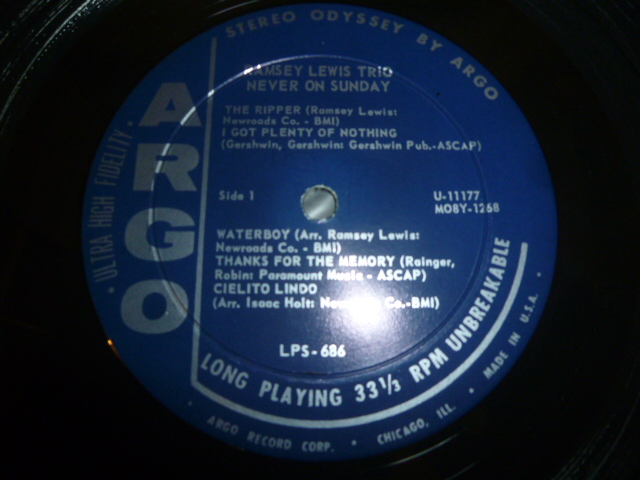 STEREO ODYSSEY BY ARGO
RAMSEY LEWIS TRIO
NEVER ON SUNDAY
THE RIPPER (Ramsey Lewis:
Newroads Co. - BMI)
I GOT PLENTY OF NOTHING
(Gershwin, Gershwin: Gershwin Pub.-ASCAP)
Side 1
U-11177
MO8Y-1268
WATERBOY (Arr. Ramsey Lewis:
Newroads Co. - BMI)
THANKS FOR THE MEMORY (Rainger,
Robin: Paramount Music - ASCAP)
CIELITO LINDO
(Arr. Isaac Holt: Co.-BMI)
LPS-686
ARGO
· ULTRA HIGH FIDELITY ·
LONG PLAYING 33⅓ RPM UNBREAKABLE
· ARGO RECORD CORP. · CHICAGO, ILL. · MADE IN U.S.A. ·